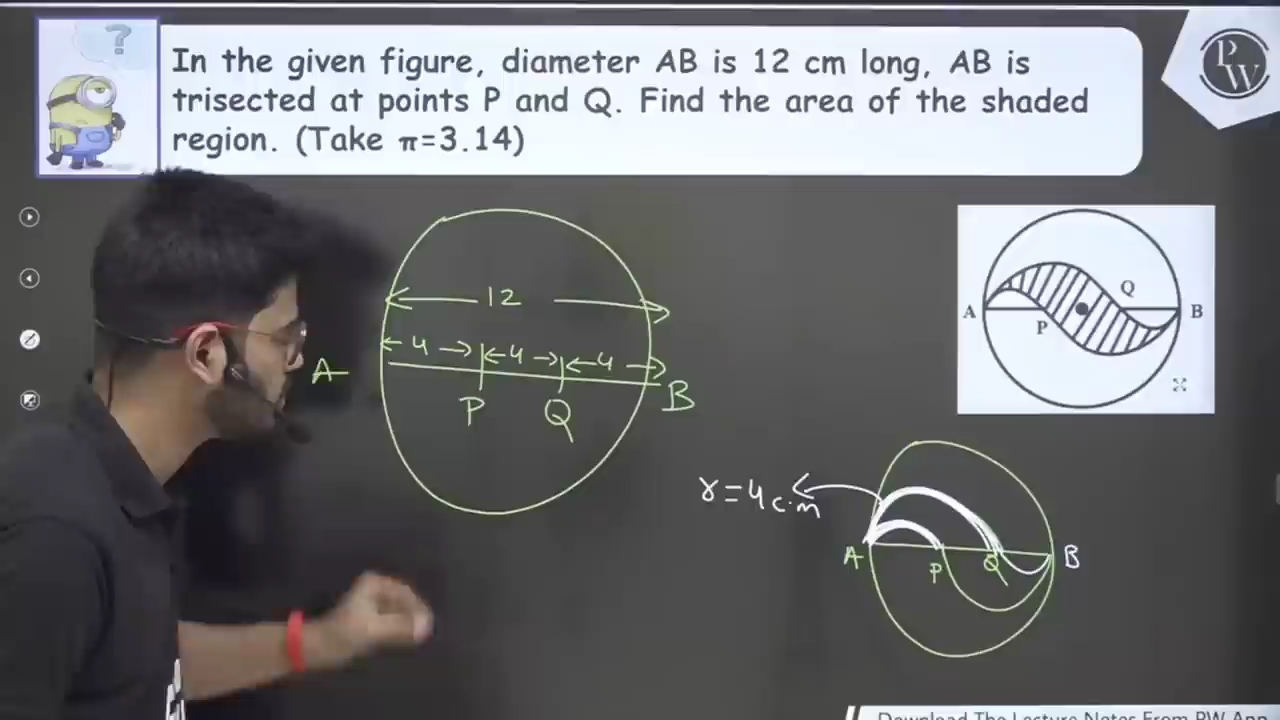 ?
In the given figure, diameter AB is 12 cm long, AB is
trisected at points P and Q. Find the area of the shaded
region. (Take π=3.14)
PW
12
4 4 4
A
P Q B
A P Q B
r=4c.m
A P Q B
Download The Lecture Notes From PW App